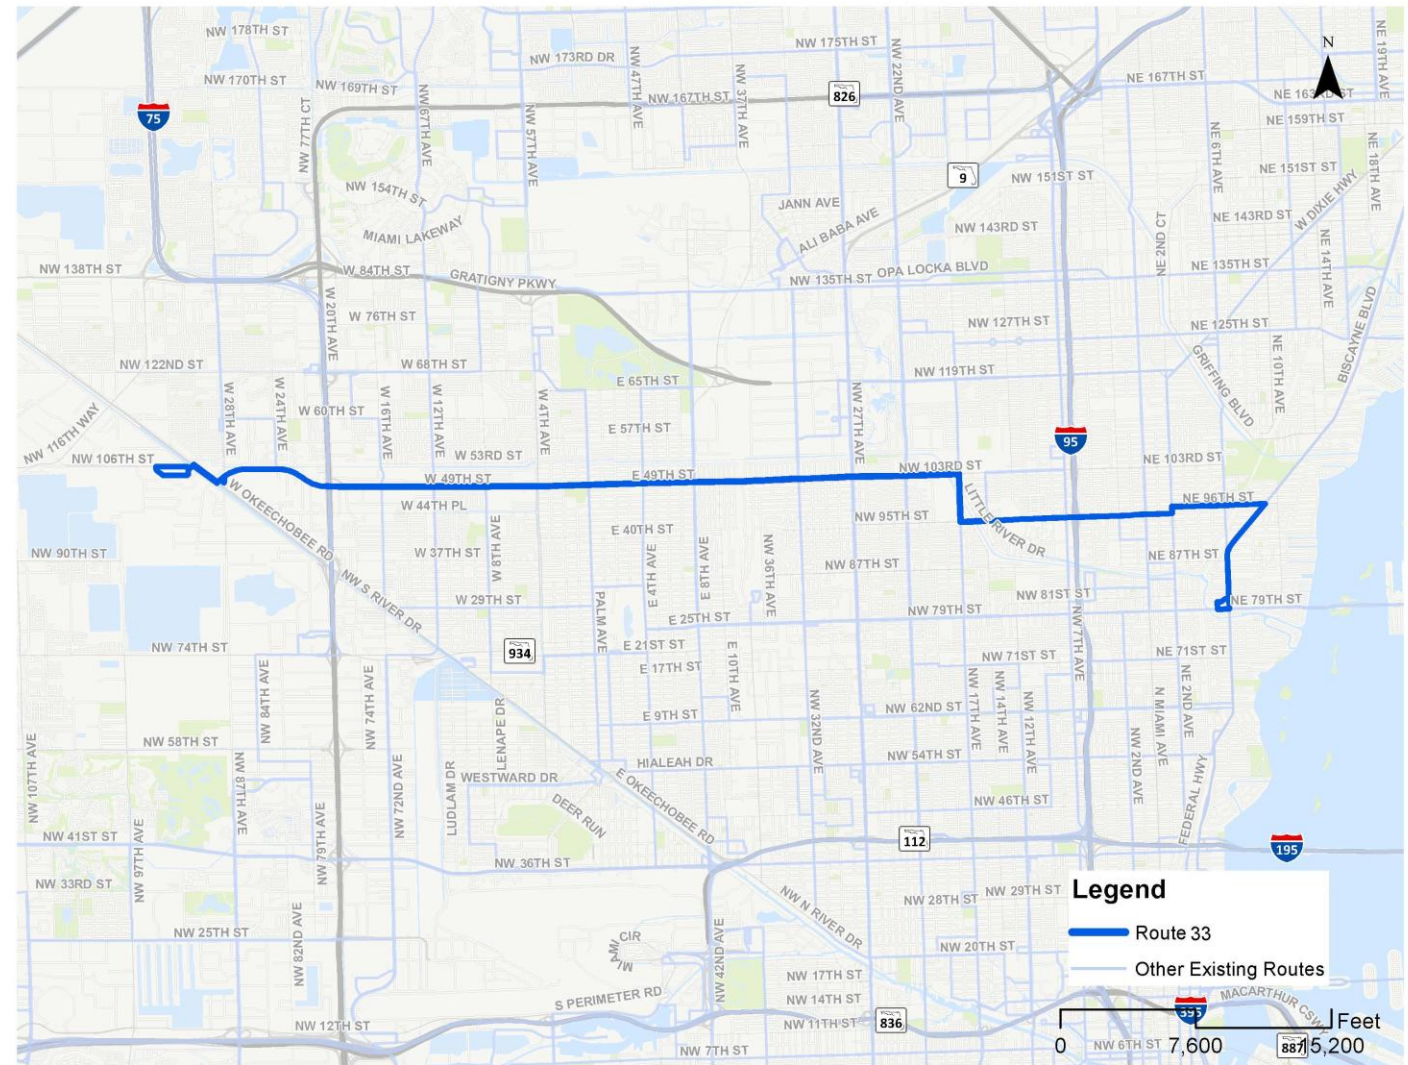 NW 178TH ST
NW 173RD DR
NW 175TH ST
N
NE 19TH AVE
NW 170TH ST
NW 169TH ST
NW 67TH AVE
NW 57TH AVE
NW 47TH AVE
NW 167TH ST
NW 37TH AVE
826
NW 22ND AVE
NE 167TH ST
NE 163RD ST
75
NW 77TH CT
NE 159TH ST
NE 6TH AVE
NE 18TH AVE
NW 154TH ST
9
NW 151ST ST
NE 151ST ST
JANN AVE
W DIXIE HWY
MIAMI LAKEWAY
ALI BABA AVE
NW 143RD ST
NE 2ND CT
NE 143RD ST
NE 14TH AVE
NW 138TH ST
W 84TH ST
GRATIGNY PKWY
NW 135TH ST
OPA LOCKA BLVD
NE 135TH ST
W 20TH AVE
W 76TH ST
NW 127TH ST
NE 125TH ST
BISCAYNE BLVD
NW 122ND ST
W 68TH ST
E 65TH ST
NW 119TH ST
GRIFFING BLVD
NE 10TH AVE
W 28TH AVE
W 24TH AVE
W 60TH ST
W 16TH AVE
W 12TH AVE
W 4TH AVE
NW 27TH AVE
NW 116TH WAY
E 57TH ST
95
NW 106TH ST
W 53RD ST
NE 103RD ST
W 49TH ST
E 49TH ST
NW 103RD ST
W OKEECHOBEE RD
W 44TH PL
LITTLE RIVER DR
NE 96TH ST
NW 95TH ST
E 40TH ST
NW 90TH ST
W 37TH ST
W 8TH AVE
E 4TH AVE
E 8TH AVE
NW 36TH AVE
NW 87TH ST
NE 87TH ST
NW S RIVER DR
W 29TH ST
PALM AVE
E 25TH ST
NW 79TH ST
NW 81ST ST
NW 7TH AVE
NE 79TH ST
NW 74TH ST
934
E 21ST ST
E 17TH ST
E 10TH AVE
NW 71ST ST
NE 71ST ST
NW 84TH AVE
NW 74TH AVE
LENAPE DR
E 9TH ST
NW 32ND AVE
NW 62ND ST
NW 17TH AVE
NW 14TH AVE
NW 12TH AVE
N MIAMI AVE
NE 2ND AVE
NW 107TH AVE
NW 58TH ST
NW 87TH AVE
NW 72ND AVE
LUDLAM DR
WESTWARD DR
HIALEAH DR
NW 54TH ST
NW 2ND AVE
FEDERAL HWY
DEER RUN
E OKEECHOBEE RD
NW 46TH ST
NW 41ST ST
NW 97TH AVE
NW 79TH AVE
NW 36TH ST
112
195
NW 33RD ST
NW 28TH ST
NW 29TH ST
NW 25TH ST
NW 82ND AVE
MIAMI CIR
NW 42ND AVE
NW N RIVER DR
NW 20TH ST
NW 17TH ST
S PERIMETER RD
NW 14TH ST
NW 12TH ST
NW 11TH ST
836
NW 7TH ST
NW 6TH ST
Legend
Route 33
Other Existing Routes
MACARTHUR CSWY
395
Feet
0
7,600
887
15,200